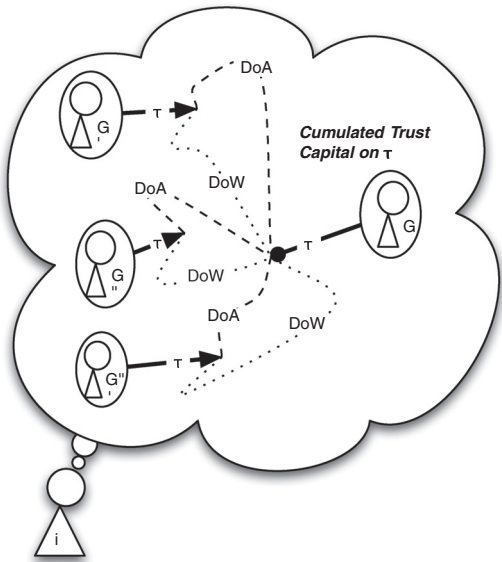 DoA
τ
G
'
Cumulated Trust
Capital on τ
DoW
DoA
G
τ
τ
G
"
DoW
DoA
DoW
τ
G"
'
i